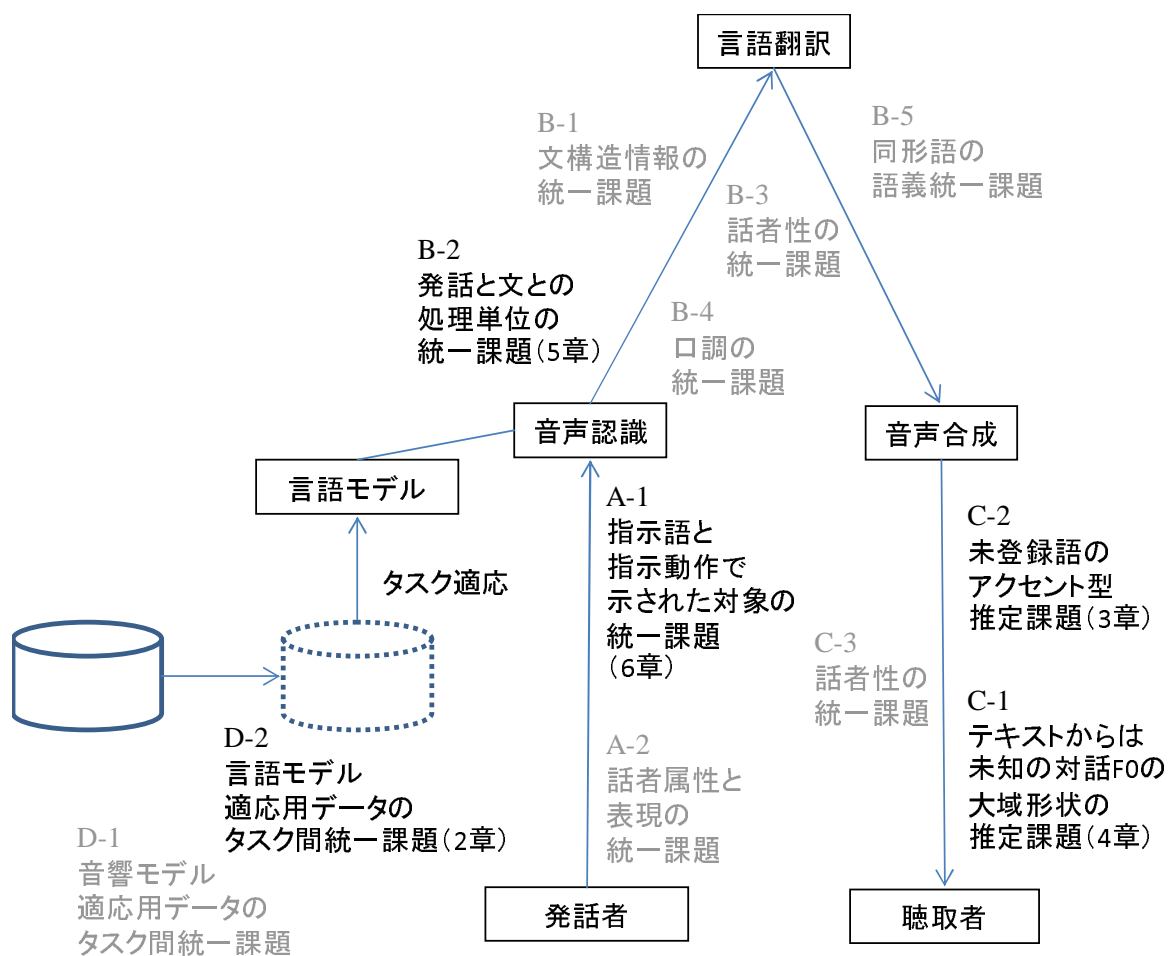 言語翻訳
B-1
文構造情報の
統一課題
B-5
同形語の
語義統一課題
B-3
話者性の
統一課題
B-2
発話と文との
処理単位の
統一課題(5章)
B-4
口調の
統一課題
音声認識
音声合成
言語モデル
A-1
指示語と
指示動作で
示された対象の
統一課題
(6章)
C-2
未登録語の
アクセント型
推定課題(3章)
タスク適応
C-3
話者性の
統一課題
C-1
テキストからは
未知の対話F0の
大域形状の
推定課題(4章)
D-2
言語モデル
適応用データの
タスク間統一課題(2章)
A-2
話者属性と
表現の
統一課題
D-1
音響モデル
適応用データの
タスク間統一課題
発話者
聴取者